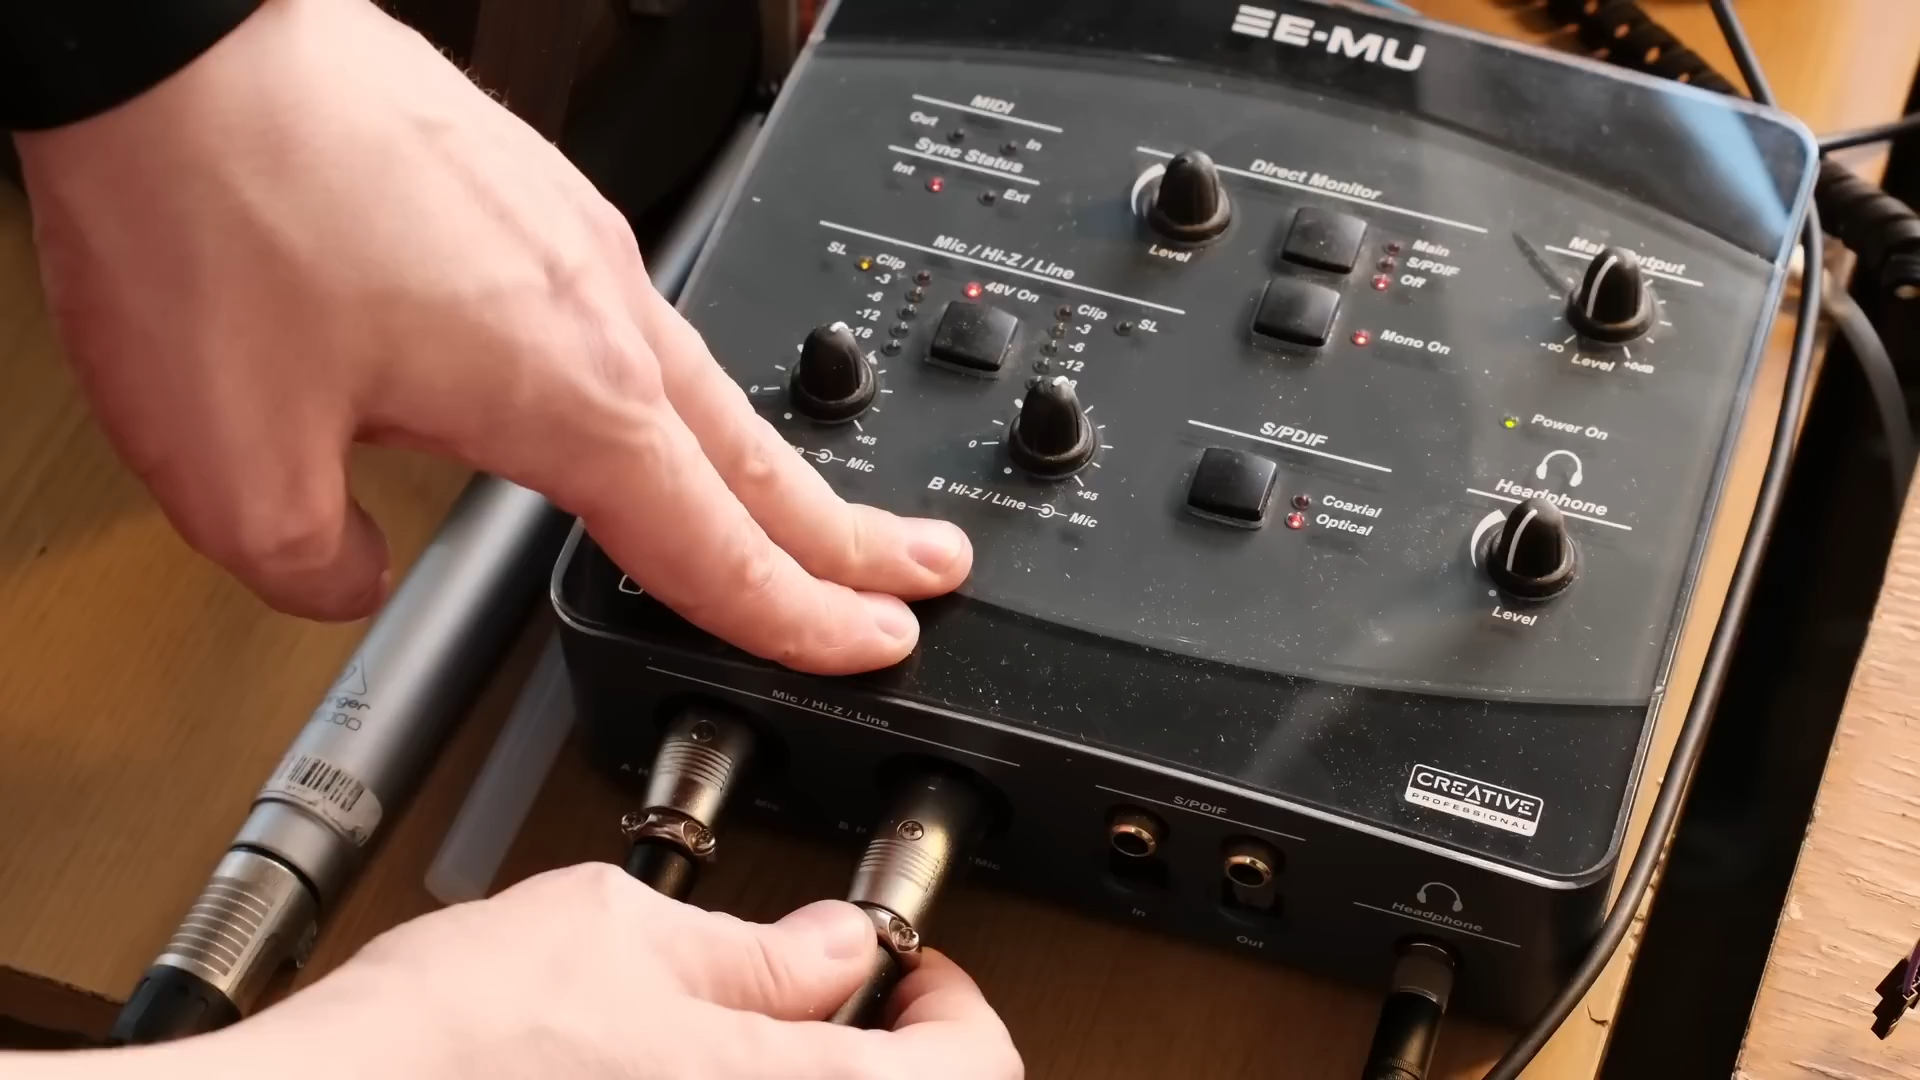 E-MU
MIDI
Out
In
Sync Status
Int
Ext
Direct Monitor
Level
Main
S/PDIF
Off
Mono On
Level
-∞
+0dB
Mic / Hi-Z / Line
SL
Clip
-3
-6
-12
-18
48V On
Clip
SL
-3
-6
-12
0
+65
Mic
0
+65
B Hi-Z / Line
Mic
S/PDIF
Coaxial
Optical
Power On
Headphone
Level
Mic / Hi-Z / Line
Mic
S/PDIF
In
Out
CREATIVE
PROFESSIONAL
Headphone